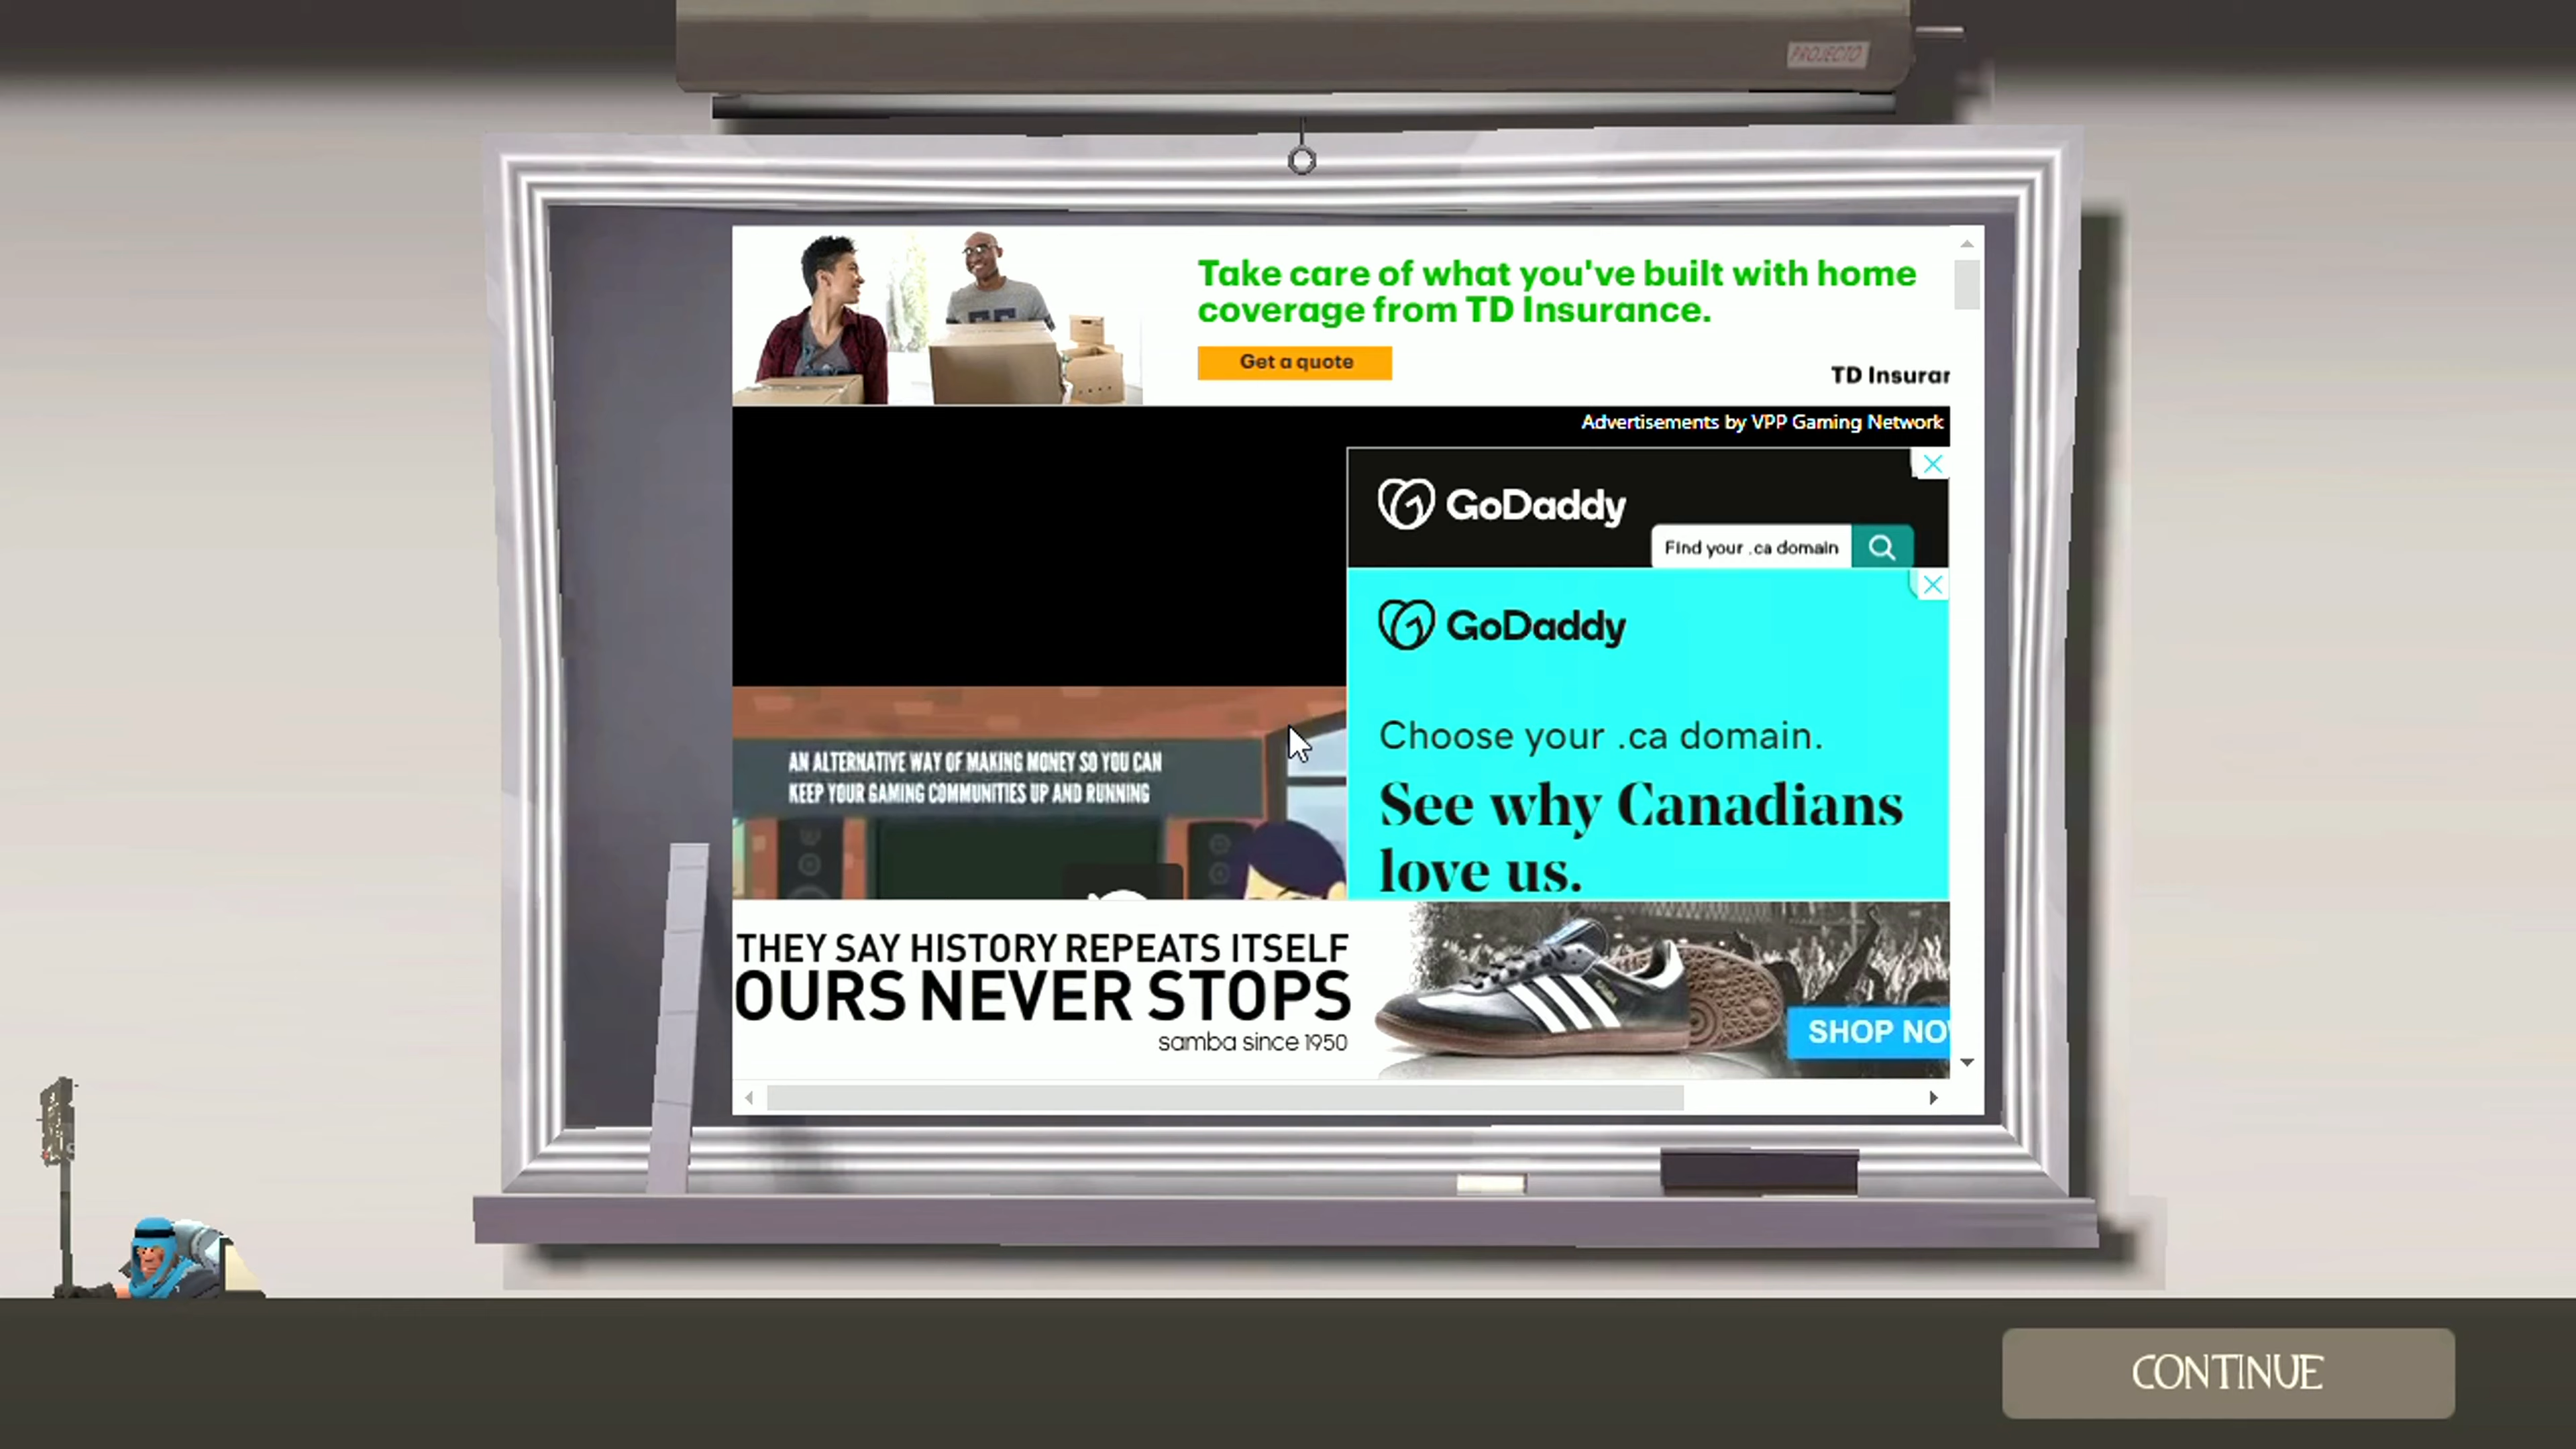 PROJECTO
Take care of what you've built with home
coverage from TD Insurance.
Get a quote
TD Insuran
Advertisements by VPP Gaming Network
GoDaddy
Find your .ca domain
GoDaddy
Choose your .ca domain.
See why Canadians
love us.
AN ALTERNATIVE WAY OF MAKING MONEY SO YOU CAN
KEEP YOUR GAMING COMMUNITIES UP AND RUNNING
THEY SAY HISTORY REPEATS ITSELF
OURS NEVER STOPS
samba since 1950
SHOP NOW
CONTINUE